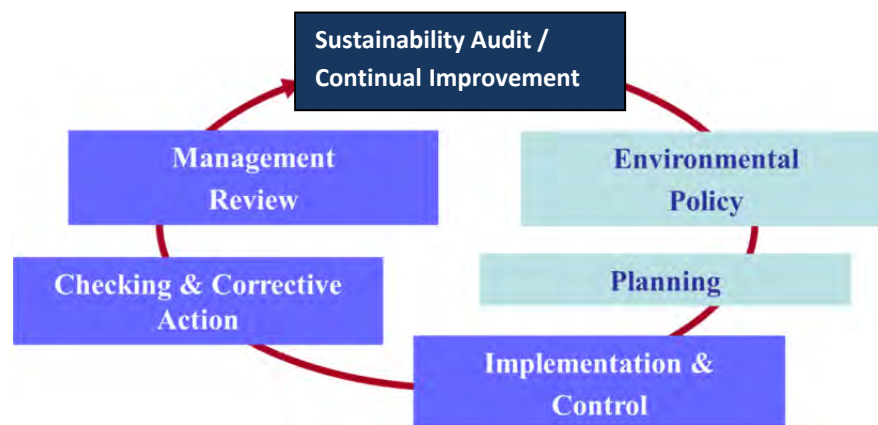 Sustainability Audit /
Continual Improvement
Environmental
Policy
Planning
Implementation &
Control
Checking & Corrective
Action
Management
Review